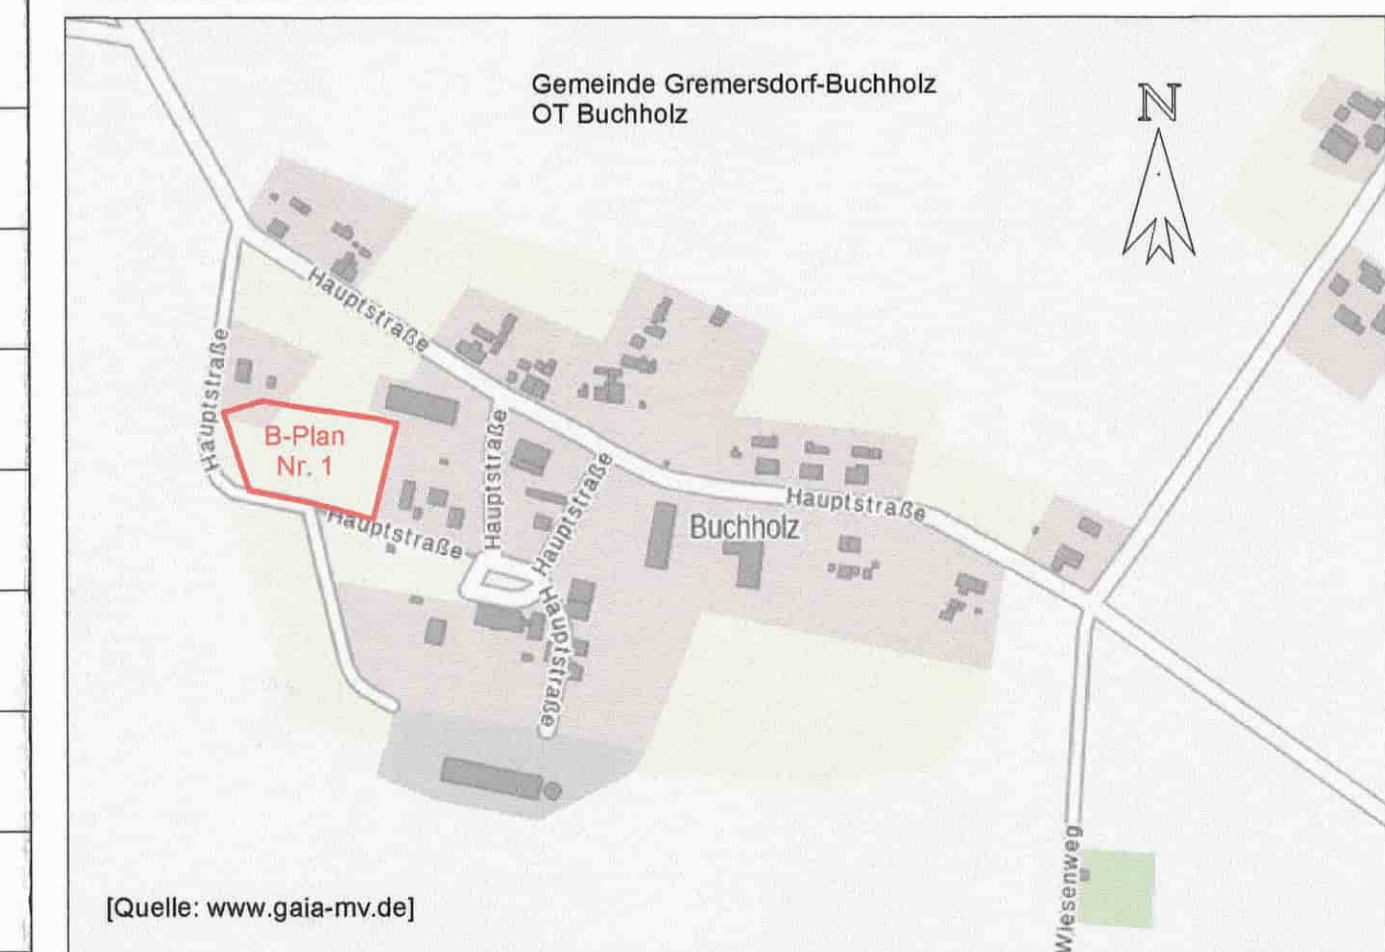 Gemeinde Gremersdorf-Buchholz
OT Buchholz
N
Hauptstraße
Hauptstraße
B-Plan
Nr. 1
Hauptstraße
Hauptstraße
Hauptstraße
Hauptstraße
Buchholz
Hauptstraße
Hauptstraße
Wiesenweg
[Quelle: www.gaia-mv.de]